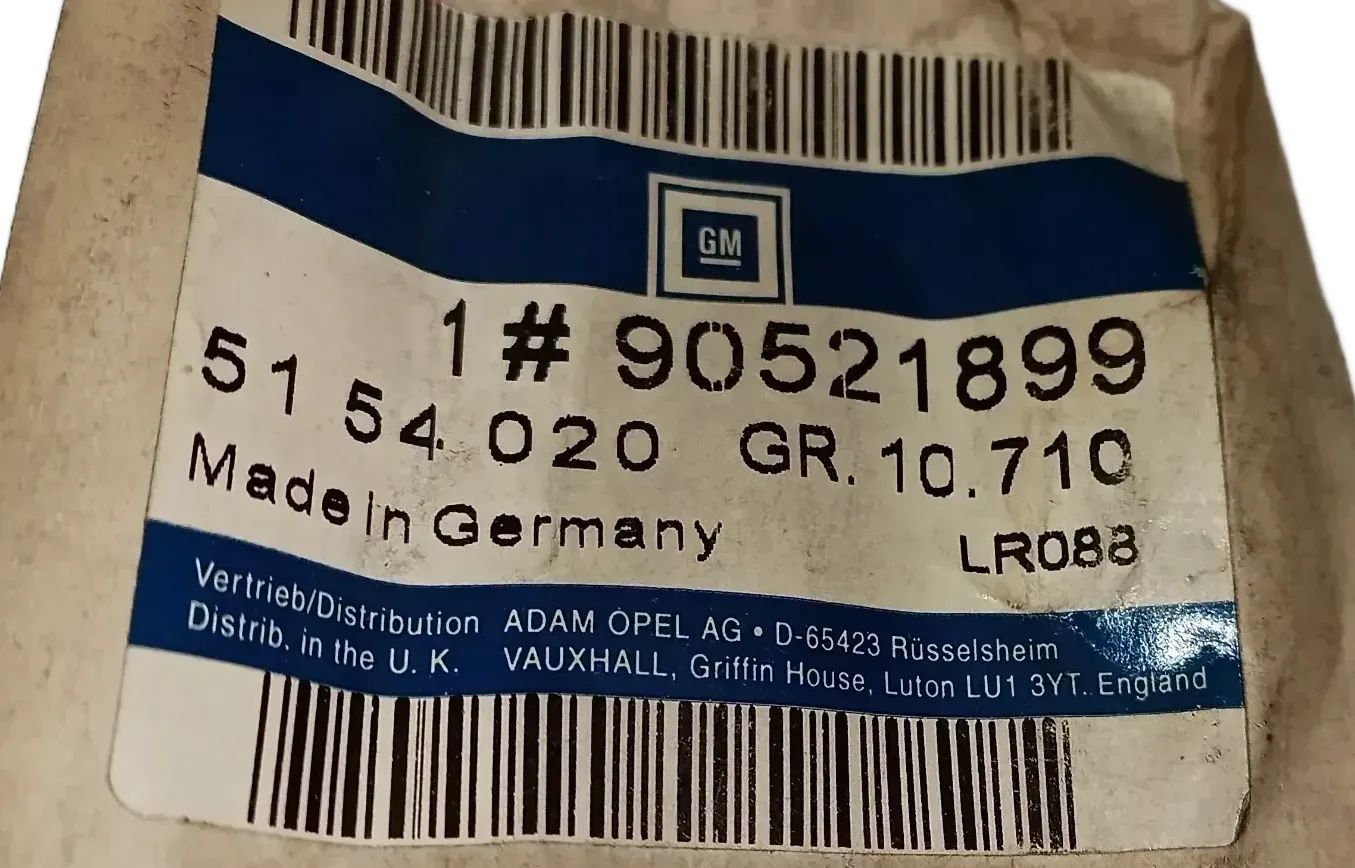 GM
1 # 90521899
51 54 020 GR. 10.710
Made in Germany
LR088
Vertrieb/Distribution ADAM OPEL AG • D-65423 Rüsselsheim
Distrib. in the U. K. VAUXHALL, Griffin House, Luton LU1 3YT. England